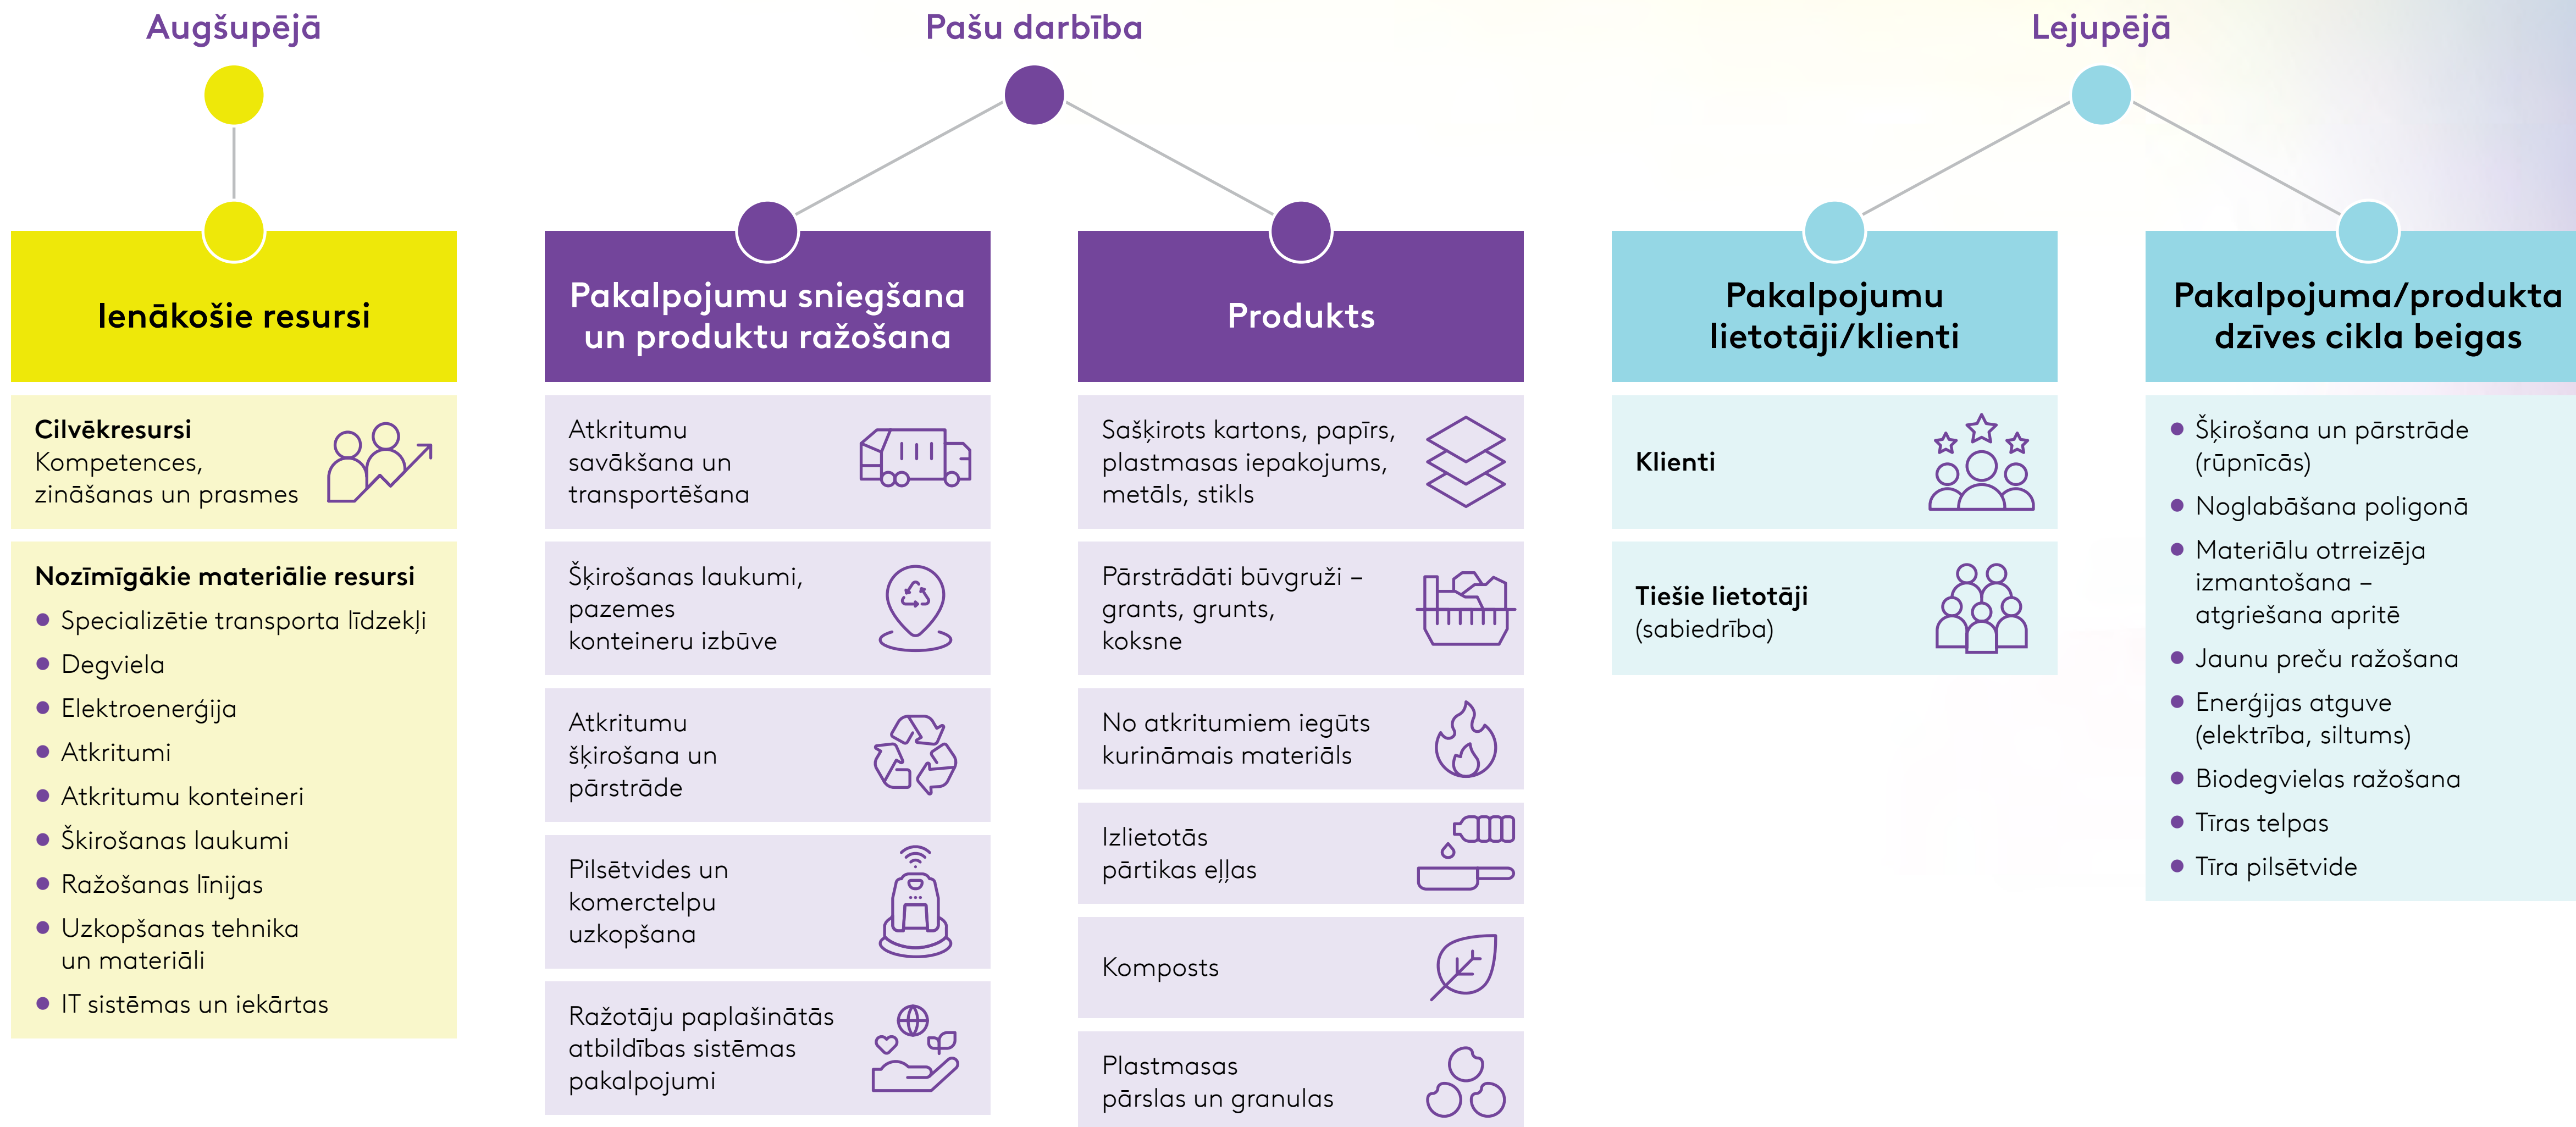 Augšupējā
Pašu darbība
Lejupējā
Ienākošie resursi
Cilvēkresursi
Kompetences,
zināšanas un prasmes
Nozīmīgākie materiālie resursi
Specializētie transporta līdzekļi
Degviela
Elektroenerģija
Atkritumi
Atkritumu konteineri
Škirošanas laukumi
Ražošanas līnijas
Uzkopšanas tehnika
un materiāli
IT sistēmas un iekārtas
Pakalpojumu sniegšana
un produktu ražošana
Atkritumu
savākšana un
transportēšana
Šķirošanas laukumi,
pazemes
konteineru izbūve
Atkritumu
šķirošana un
pārstrāde
Pilsētvides un
komerctelpu
uzkopšana
Ražotāju paplašinātās
atbildības sistēmas
pakalpojumi
Produkts
Sašķirots kartons, papīrs,
plastmasas iepakojums,
metāls, stikls
Pārstrādāti būvgruži –
grants, grunts,
koksne
No atkritumiem iegūts
kurināmais materiāls
Izlietotās
pārtikas eļļas
Komposts
Plastmasas
pārslas un granulas
Pakalpojumu
lietotāji/klienti
Klienti
Tiešie lietotāji
(sabiedrība)
Pakalpojuma/produkta
dzīves cikla beigas
Šķirošana un pārstrāde
(rūpnīcās)
Noglabāšana poligonā
Materiālu otrreizēja
izmantošana –
atgriešana apritē
Jaunu preču ražošana
Enerģijas atguve
(elektrība, siltums)
Biodegvielas ražošana
Tīras telpas
Tīra pilsētvide